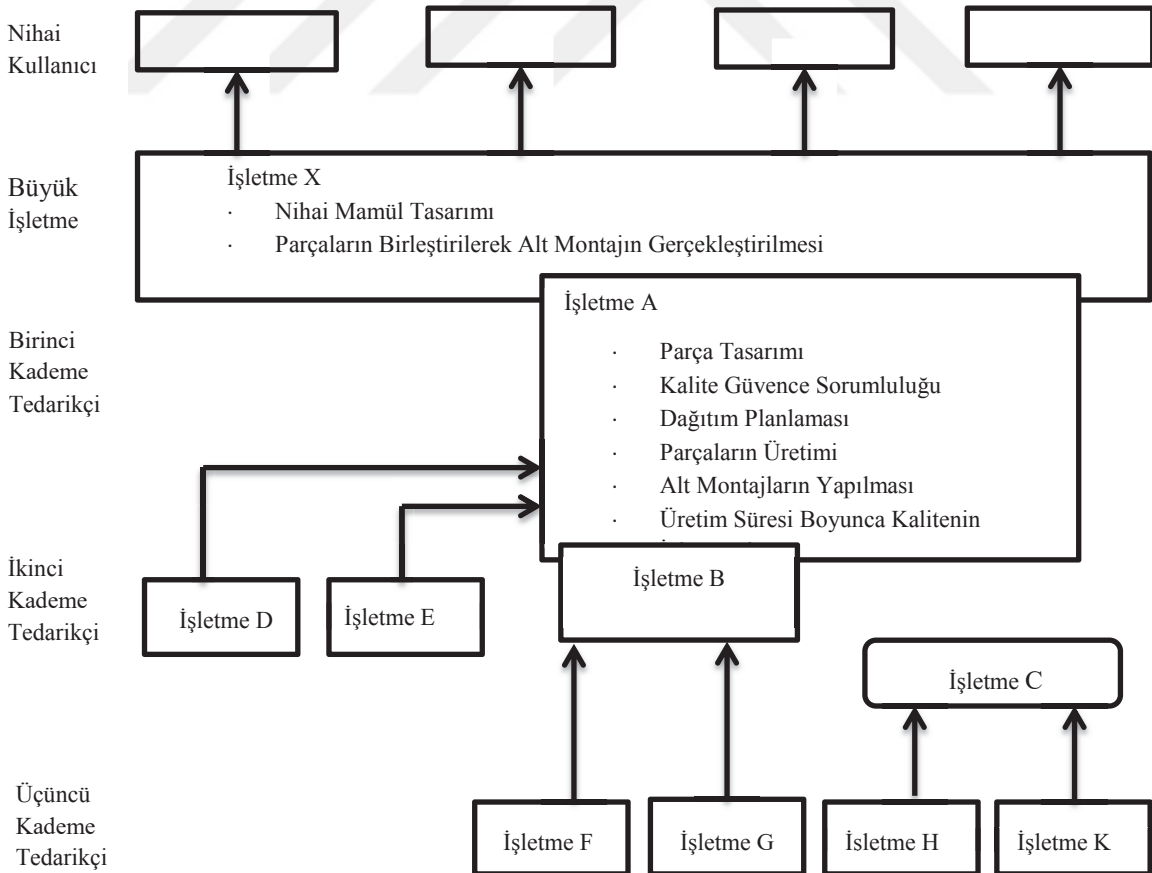 Nihai
Kullanıcı
Büyük
İşletme
İşletme X
· Nihai Mamül Tasarımı
· Parçaların Birleştirilerek Alt Montajın Gerçekleştirilmesi
Birinci
Kademe
Tedarikçi
İşletme A
· Parça Tasarımı
· Kalite Güvence Sorumluluğu
· Dağıtım Planlaması
· Parçaların Üretimi
· Alt Montajların Yapılması
· Üretim Süresi Boyunca Kalitenin
İkinci
Kademe
Tedarikçi
İşletme D
İşletme E
İşletme B
İşletme C
Üçüncü
Kademe
Tedarikçi
İşletme F
İşletme G
İsletme H
İşletme K